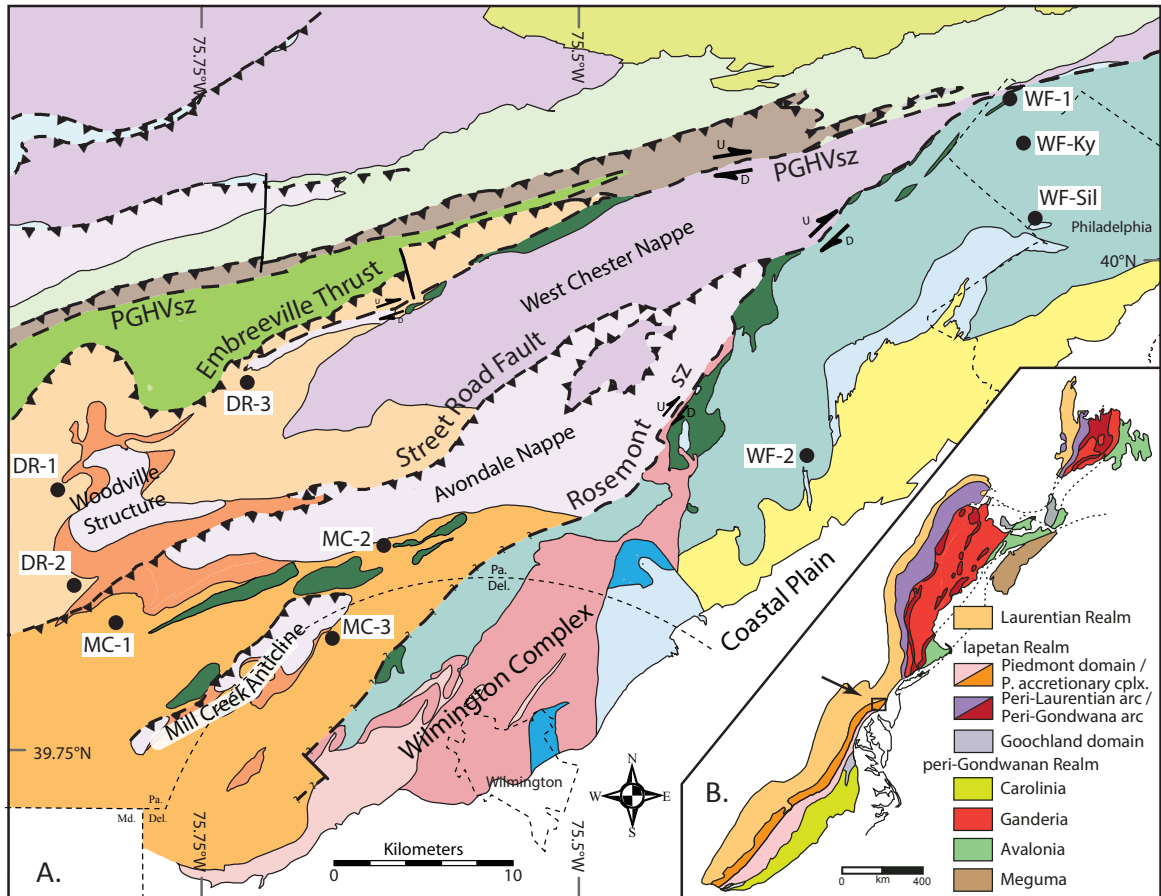 75.75°W
75.5°W
WF-1
WF-Ky
WF-Sil
Philadelphia
40°N
U
D
PGHVsz
U
D
West Chester Nappe
PGHVsz
Embreeville Thrust
U
D
DR-3
Street Road Fault
Rosemont sz
U
D
Avondale Nappe
WF-2
DR-1
Woodville
Structure
DR-2
MC-2
MC-1
MC-3
Pa.
Del.
Mill Creek Anticline
Wilmington Complex
Coastal Plain
39.75°N
Wilmington
Pa.
Del.
Md.
Del.
75.75°W
75.5°W
N
W
E
S
Kilometers
0
10
A.
B.
Laurentian Realm
Iapetan Realm
Piedmont domain /
P. accretionary cplx.
Peri-Laurentian arc /
Peri-Gondwana arc
Goochland domain
peri-Gondwanan Realm
Carolinia
Ganderia
Avalonia
Meguma
0
km
400